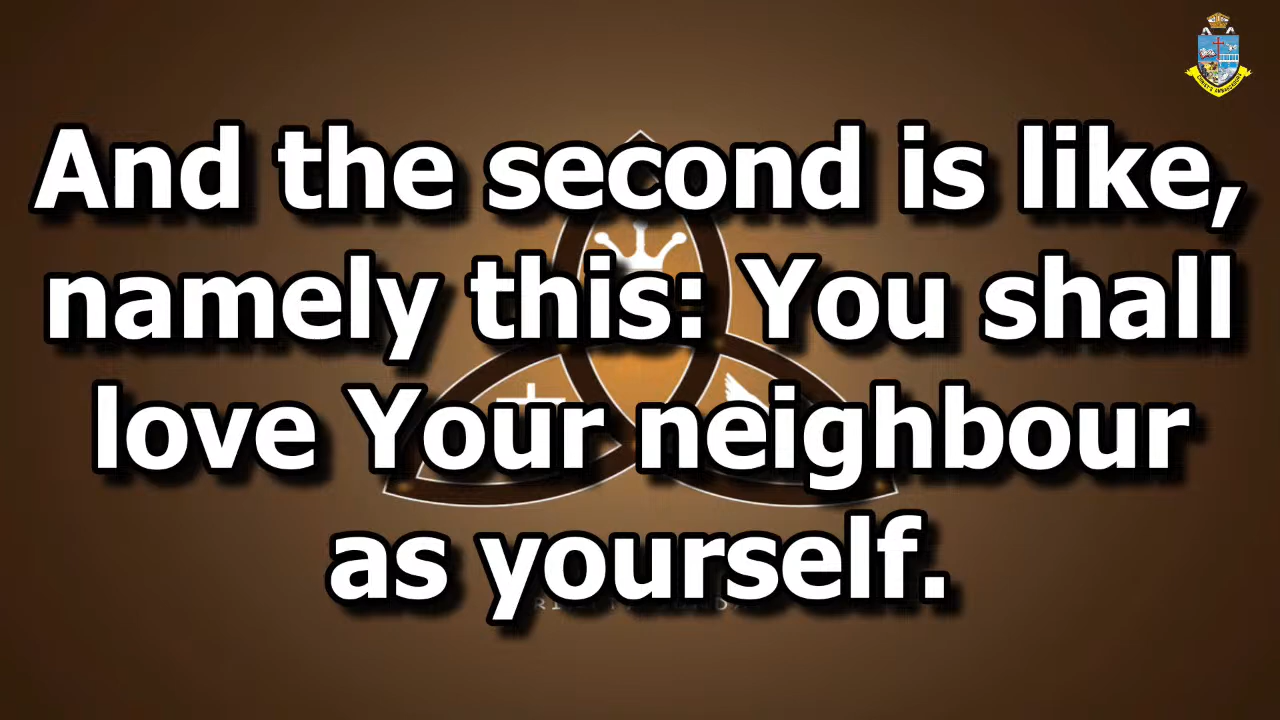 And the second is like,
namely this: You shall
love Your neighbour
as yourself.